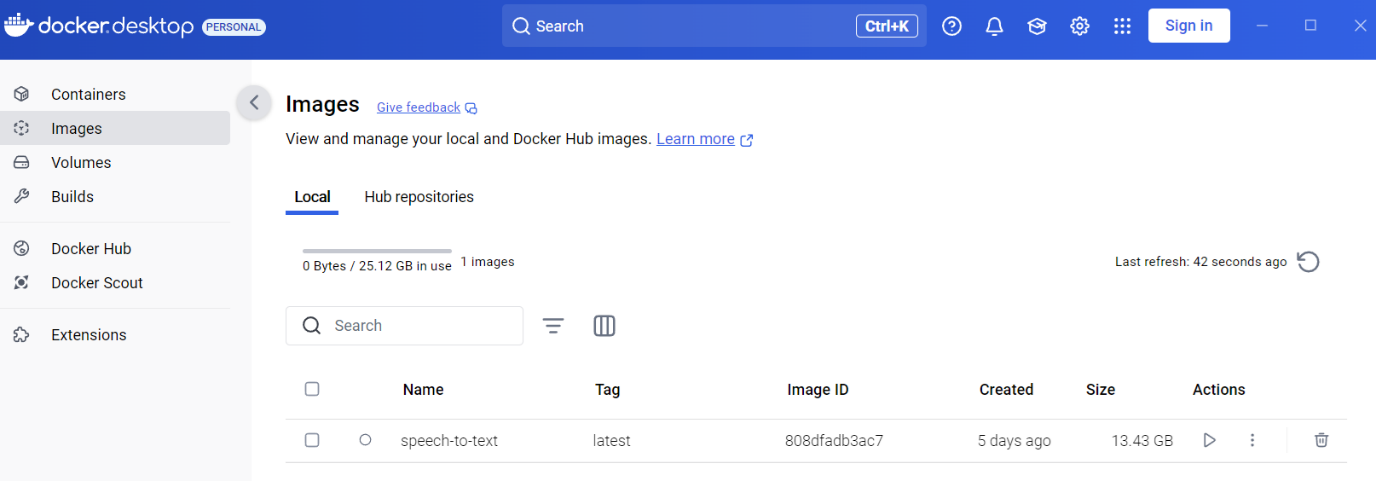 docker.desktop PERSONAL Search Ctrl+K Sign in
Containers
Images
Volumes
Builds
Docker Hub
Docker Scout
Extensions
Images Give feedback
View and manage your local and Docker Hub images. Learn more
Local Hub repositories
0 Bytes / 25.12 GB in use 1 images Last refresh: 42 seconds ago
Search
Name Tag Image ID Created Size Actions
speech-to-text latest 808dfadb3ac7 5 days ago 13.43 GB